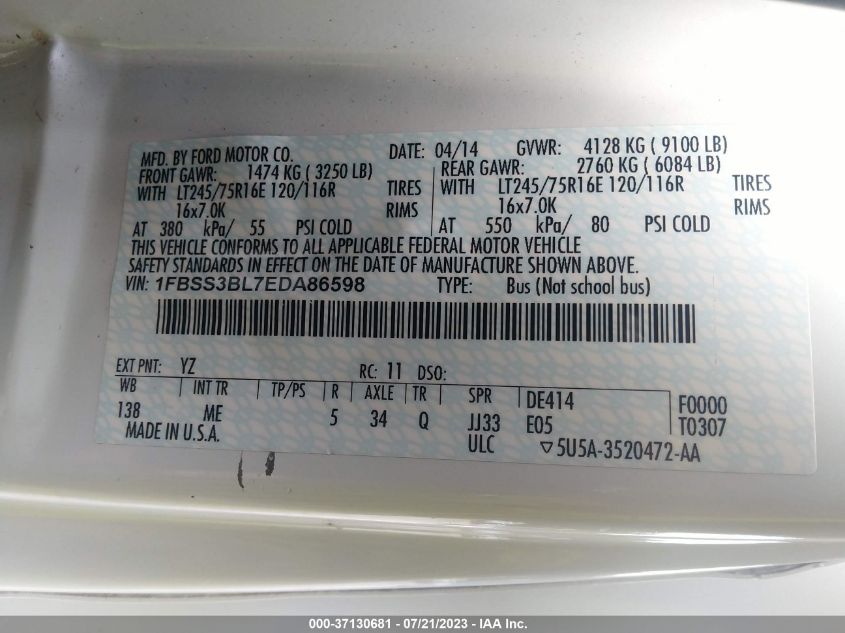 MFD. BY FORD MOTOR CO. DATE: 04/14 GVWR: 4128 KG ( 9100 LB)
FRONT GAWR: 1474 KG ( 3250 LB) REAR GAWR: 2760 KG ( 6084 LB)
WITH LT245/75R16E 120/116R TIRES WITH LT245/75R16E 120/116R TIRES
16x7.0K RIMS 16x7.0K RIMS
AT 380 kPa/ 55 PSI COLD AT 550 kPa/ 80 PSI COLD
THIS VEHICLE CONFORMS TO ALL APPLICABLE FEDERAL MOTOR VEHICLE
SAFETY STANDARDS IN EFFECT ON THE DATE OF MANUFACTURE SHOWN ABOVE.
VIN: 1FBSS3BL7EDA86598 TYPE: Bus (Not school bus)
EXT PNT: YZ RC: 11 DSO:
WB INT TR TP/PS R AXLE TR SPR DE414 F0000
138 ME 5 34 Q JJ33 E05 T0307
MADE IN U.S.A. ULC ▽5U5A-3520472-AA
000-37130681 / 07/21/2023 - IAA Inc.